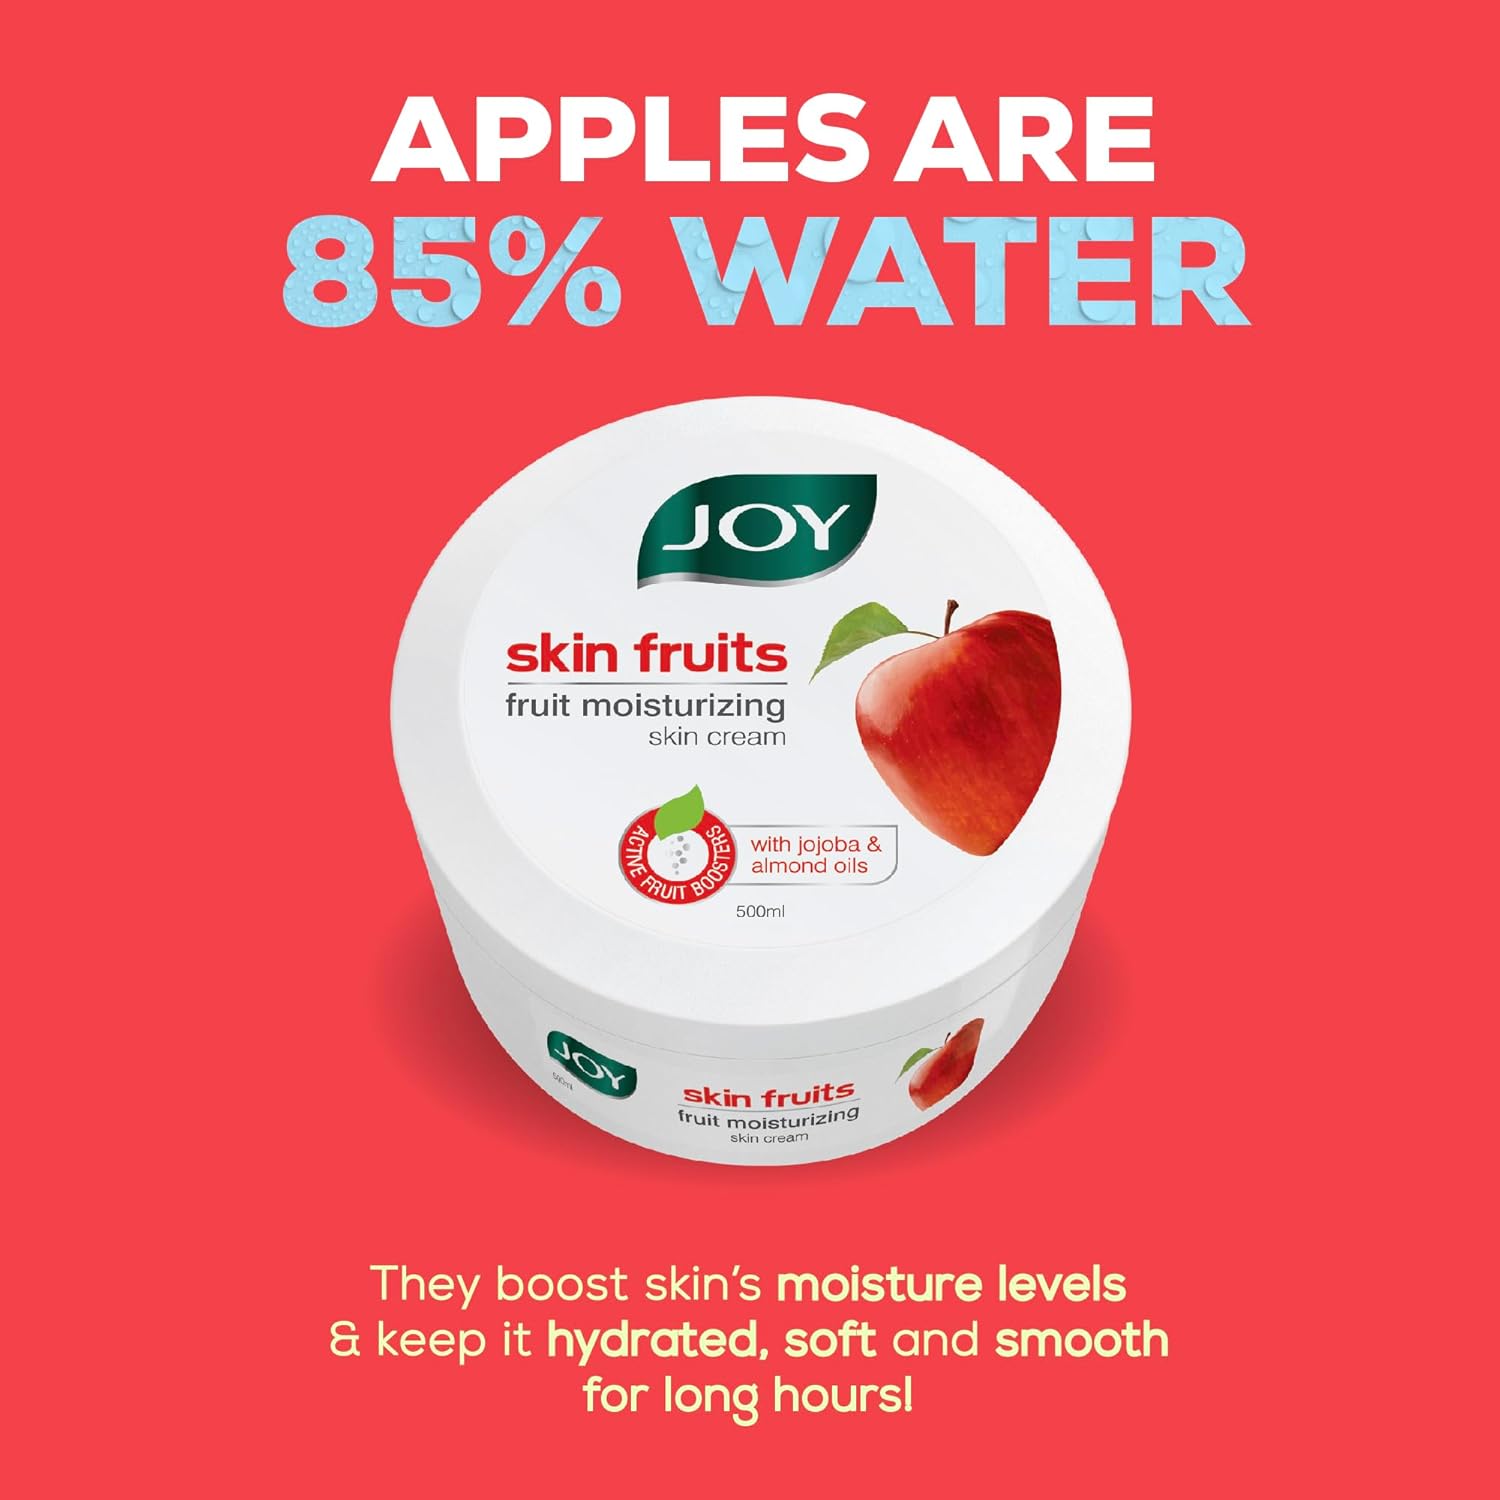 APPLES ARE
85% WATER
JOY
skin fruits
fruit moisturizing
skin cream
ACTIVE FRUIT BOOSTERS
with jojoba &
almond oils
500ml
JOY
500ml
skin fruits
fruit moisturizing
skin cream
They boost skin's moisture levels
& keep it hydrated, soft and smooth
for long hours!